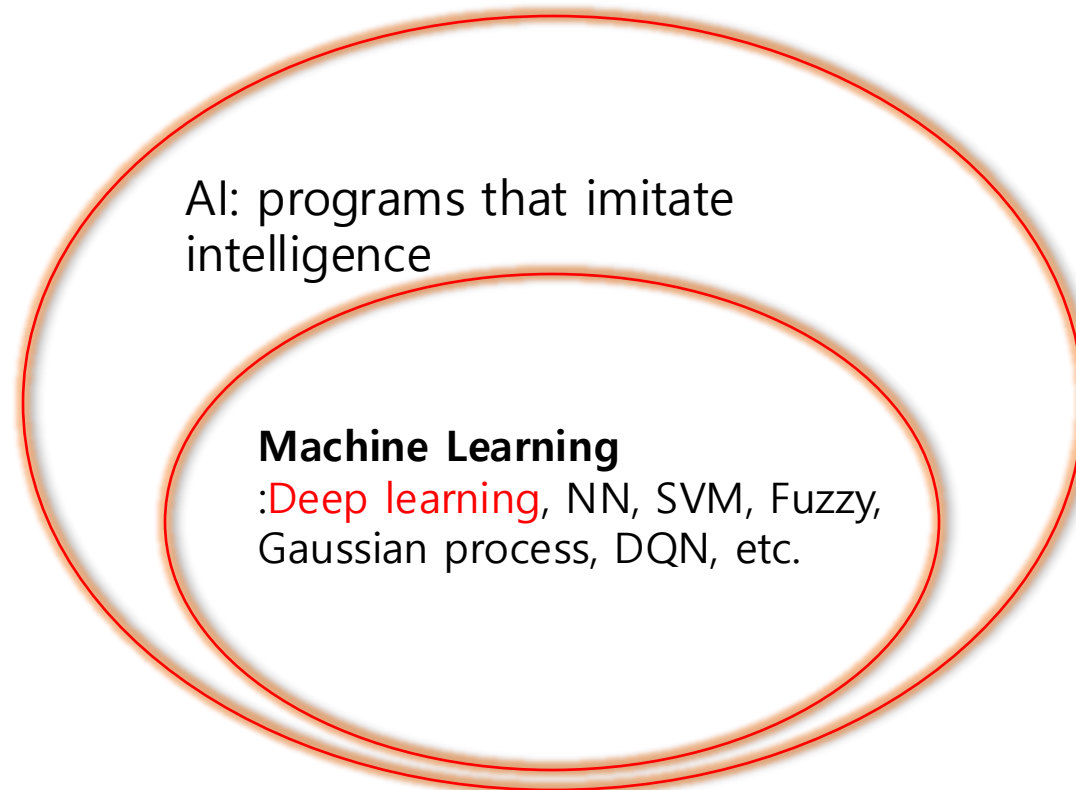 AI: programs that imitate
intelligence
Machine Learning
:Deep learning, NN, SVM, Fuzzy,
Gaussian process, DQN, etc.